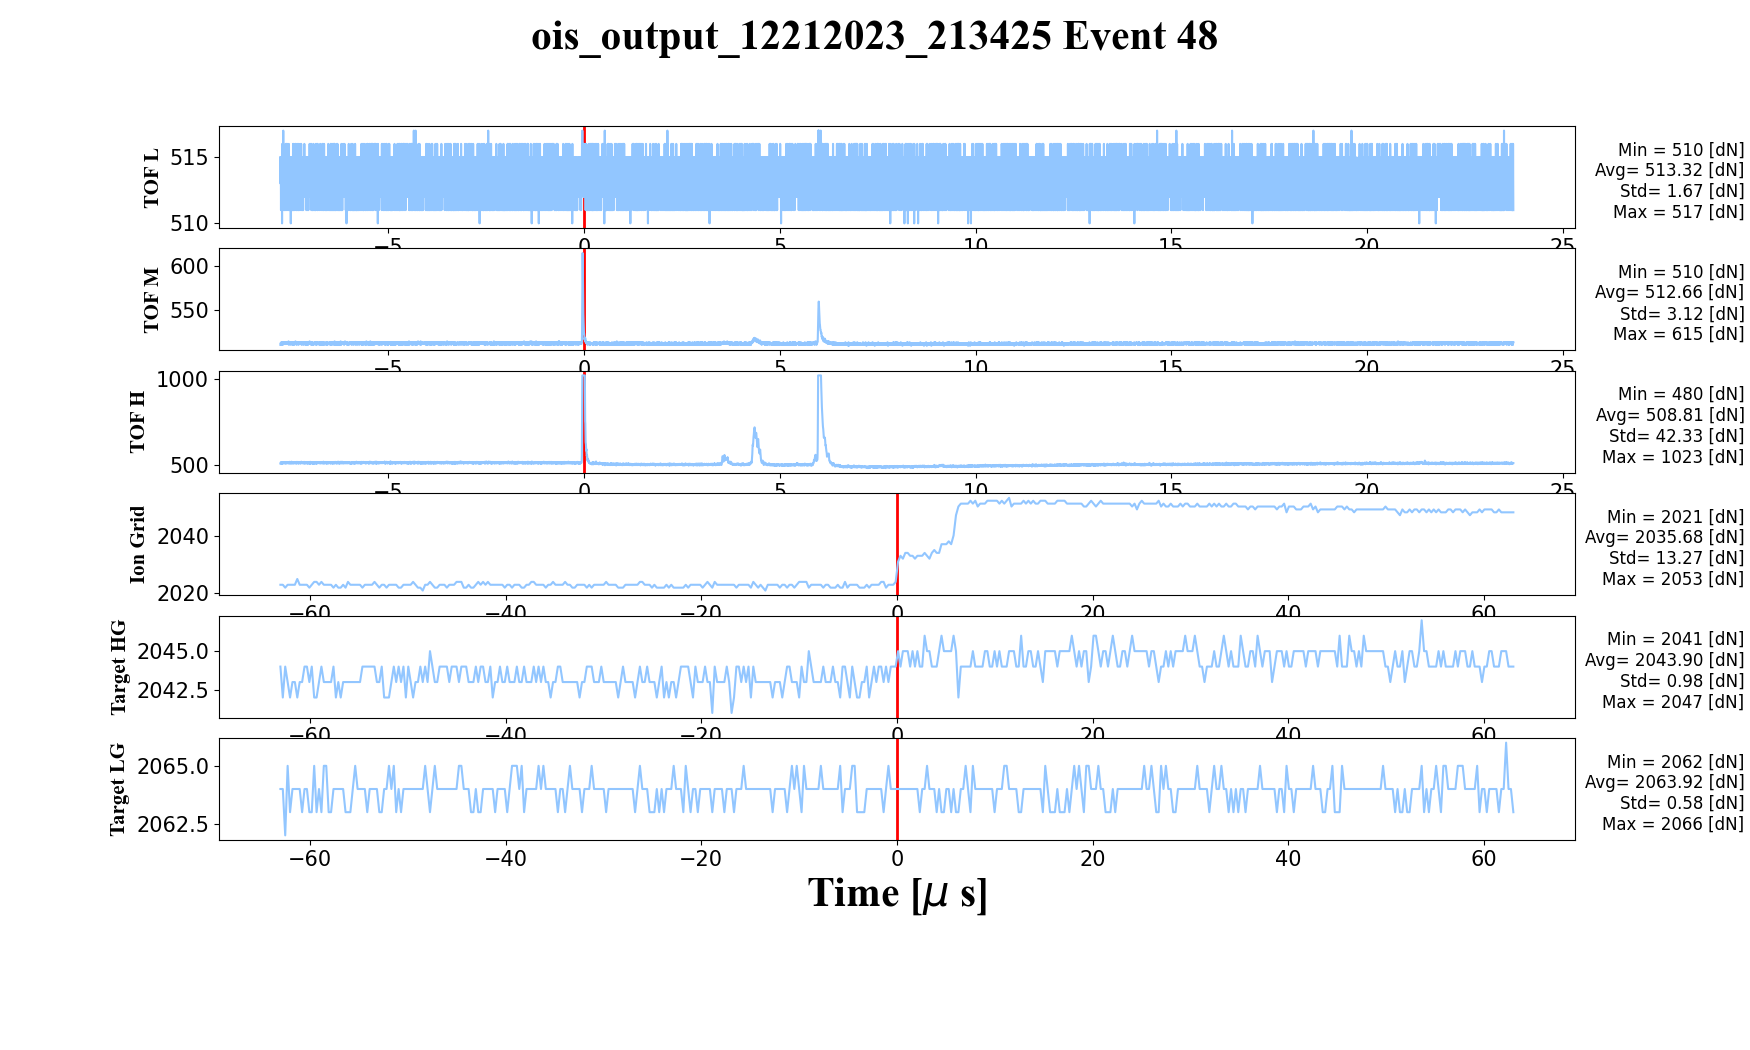 ois_output_12212023_213425 Event 48
TOF L
515
510
Min = 510 [dN]
Avg= 513.32 [dN]
Std= 1.67 [dN]
Max = 517 [dN]
−5 0 5 10 15 20 25
TOF M
600
550
Min = 510 [dN]
Avg= 512.66 [dN]
Std= 3.12 [dN]
Max = 615 [dN]
−5 0 5 10 15 20 25
TOF H
1000
500
Min = 480 [dN]
Avg= 508.81 [dN]
Std= 42.33 [dN]
Max = 1023 [dN]
−5 0 5 10 15 20 25
Ion Grid
2040
2020
Min = 2021 [dN]
Avg= 2035.68 [dN]
Std= 13.27 [dN]
Max = 2053 [dN]
−60 −40 −20 0 20 40 60
Target HG
2045.0
2042.5
Min = 2041 [dN]
Avg= 2043.90 [dN]
Std= 0.98 [dN]
Max = 2047 [dN]
−60 −40 −20 0 20 40 60
Target LG
2065.0
2062.5
Min = 2062 [dN]
Avg= 2063.92 [dN]
Std= 0.58 [dN]
Max = 2066 [dN]
−60 −40 −20 0 20 40 60
Time [μ s]